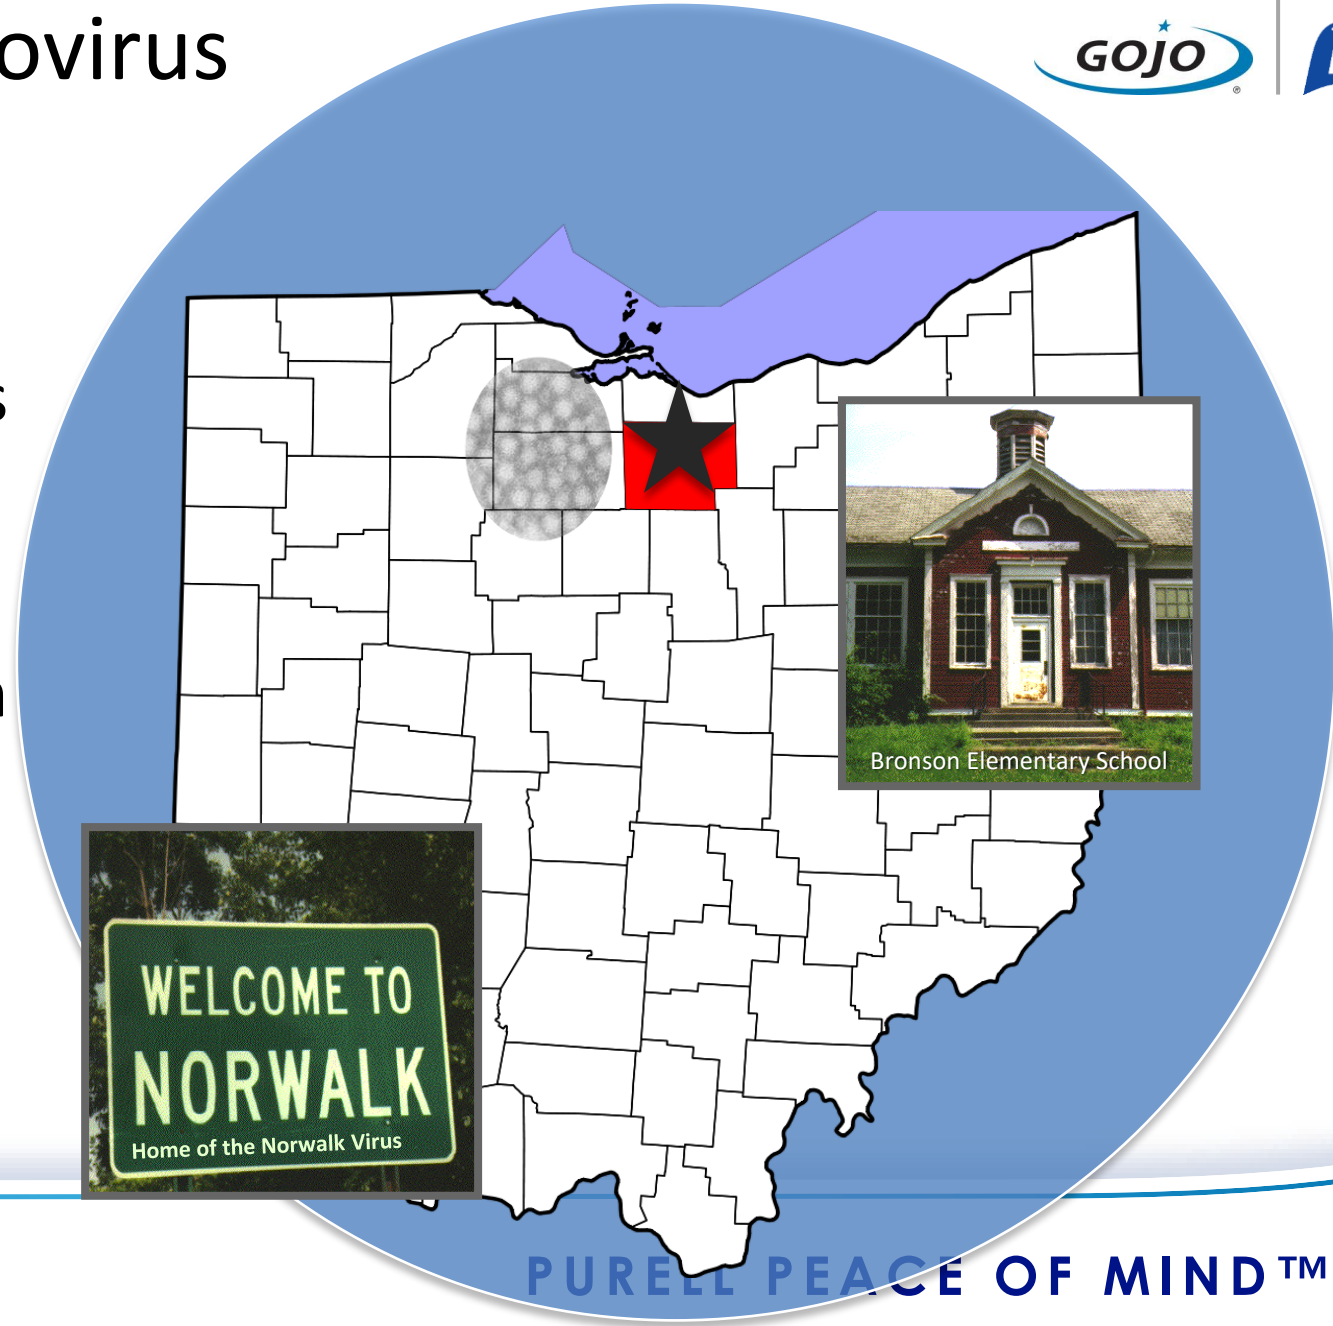 ovirus
GOJO
®
s
Bronson Elementary School
WELCOME TO
NORWALK
Home of the Norwalk Virus
PURELL PEACE OF MIND™